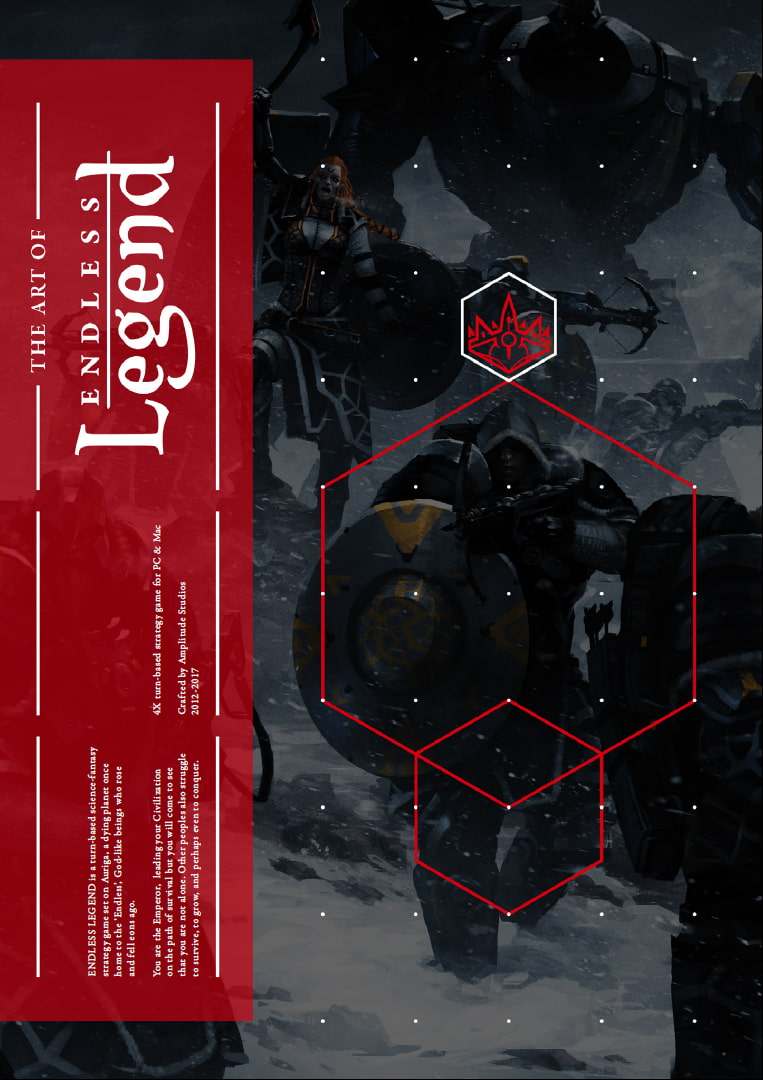 THE ART OF
ENDLESS
Legend
4X turn-based strategy game for PC & Mac
Crafted by Amplitude Studios
2012-2017
ENDLESS LEGEND is a turn-based science-fantasy
strategy game set on Auriga, a dying planet once
home to the 'Endless', God-like beings who rose
and fell eons ago.
You are the Emperor, leading your Civilization
on the path of survival but you will come to see
that you are not alone. Other peoples also struggle
to survive, to grow, and perhaps even to conquer.